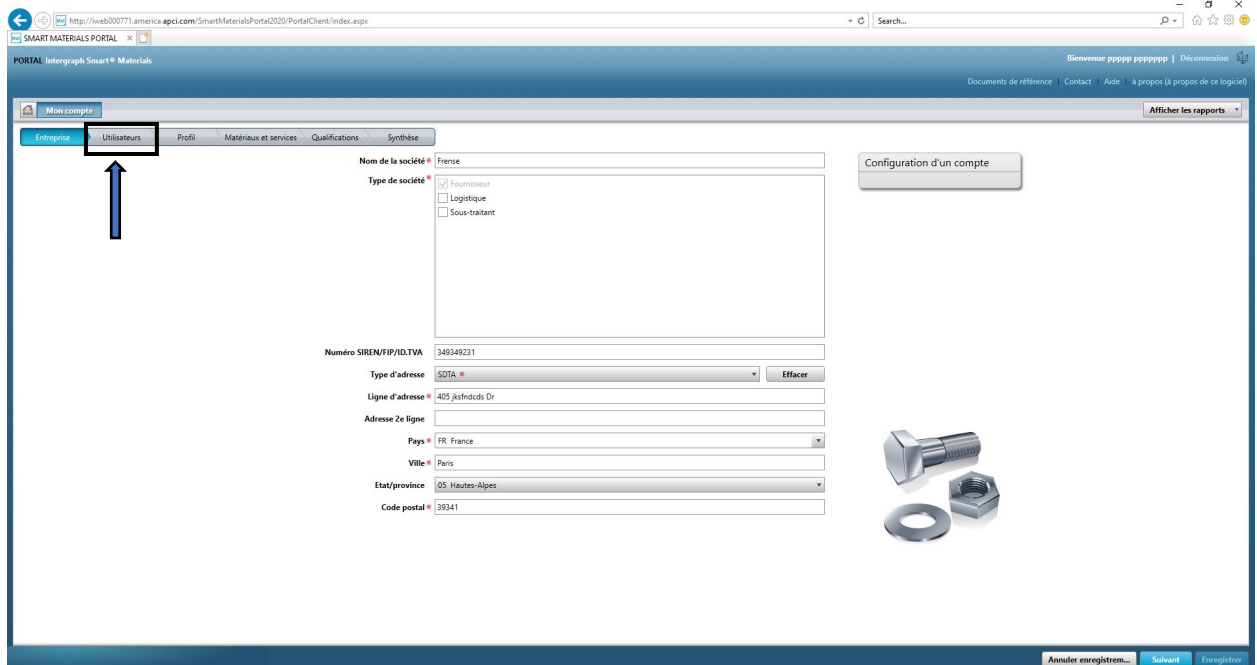 http://iweb000771.america.apci.com/SmartMaterialsPortal2020/PortalClient/index.aspx
Search...
SMART MATERIALS PORTAL
PORTAL Intergraph Smart® Materials
Bienvenue ppppp ppppppp | Déconnexion
Documents de référence | Contact | Aide | à propos (à propos de ce logiciel)
Mon compte
Afficher les rapports
Entreprise Utilisateurs Profil Matériaux et services Qualifications Synthèse
Nom de la société * Frense
Configuration d'un compte
Type de société *
Fournisseur
Logistique
Sous-traitant
Numéro SIREN/FIP/ID.TVA 349349231
Type d'adresse SDTA * Effacer
Ligne d'adresse * 405 jksfndcds Dr
Adresse 2e ligne
Pays * FR France
Ville * Paris
Etat/province 05 Hautes-Alpes
Code postal * 39341
Annuler enregistrem... Suivant Enregistrer